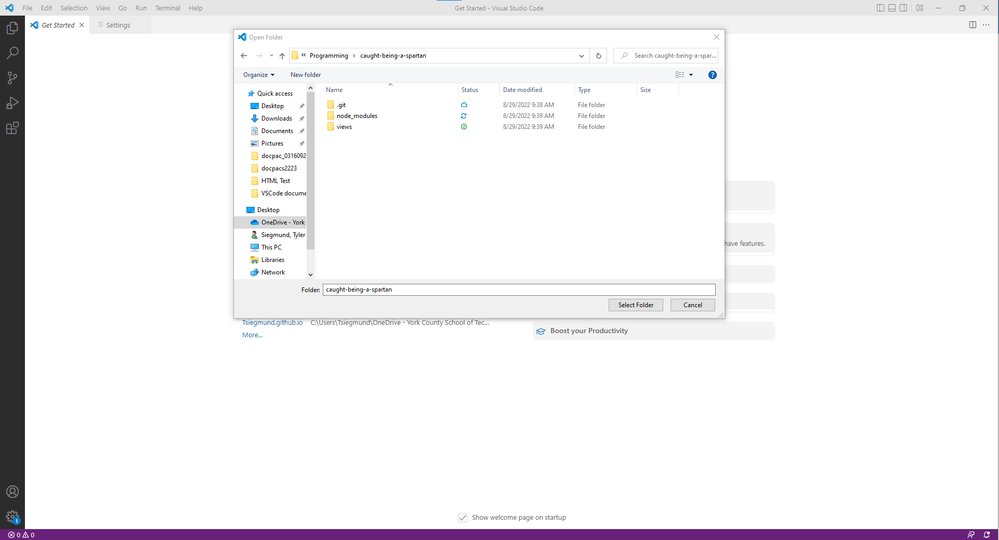 File Edit Selection View Go Run Terminal Help
Get Started - Visual Studio Code
Get Started
Settings
Open Folder
« Programming › caught-being-a-spartan
Search caught-being-a-spar...
Organize
New folder
?
Name Status Date modified Type Size
.git 8/29/2022 9:38 AM File folder
node_modules 8/29/2022 9:39 AM File folder
views 8/29/2022 9:39 AM File folder
Quick access
Desktop
Downloads
Documents
Pictures
docpac_0316092
docpacs2223
HTML Test
VSCode docume
Desktop
OneDrive - York
Siegmund, Tyler
This PC
Libraries
Network
Folder: caught-being-a-spartan
Select Folder Cancel
have features.
Tsiegmund.github.io C:\Users\Tsiegmund\OneDrive - York County School of Tec...
More...
Boost your Productivity
Show welcome page on startup
1
0 0